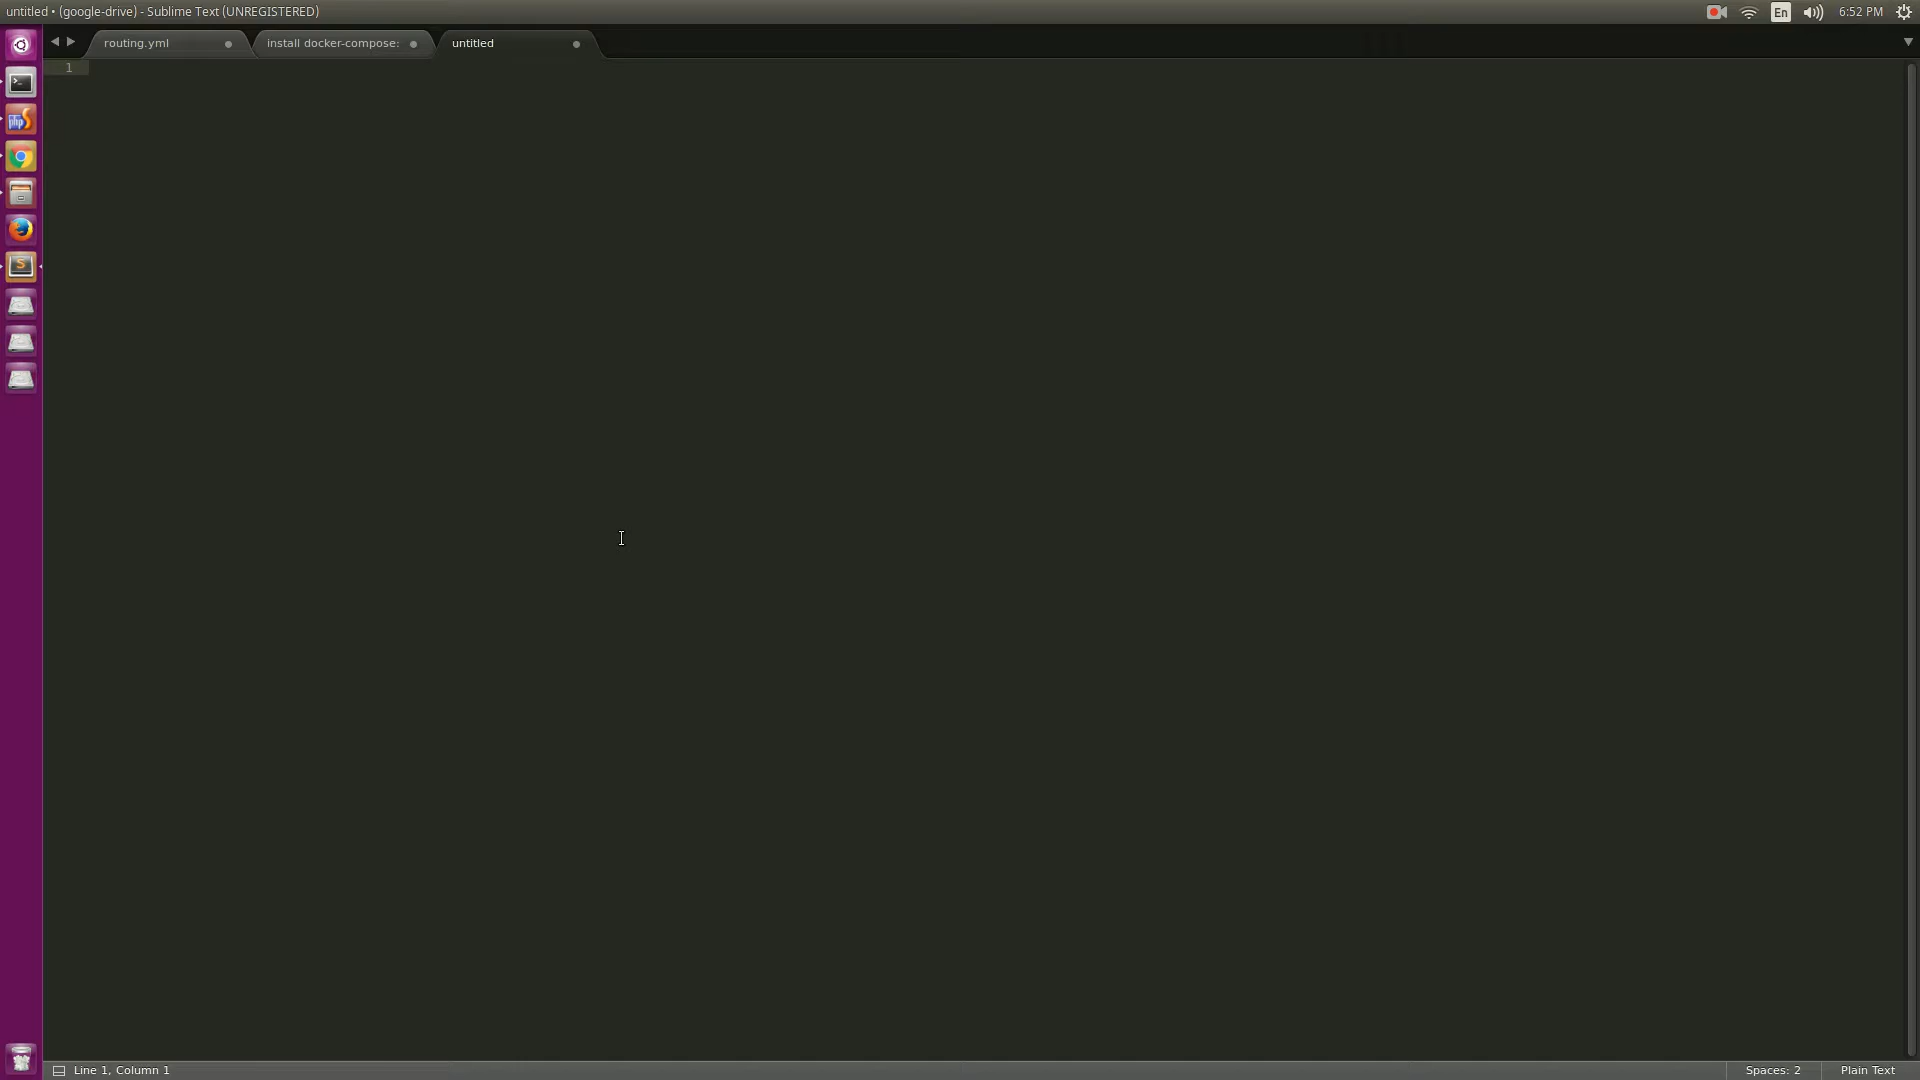 untitled • (google-drive) - Sublime Text (UNREGISTERED)
En
6:52 PM
routing.yml
install docker-compose:
untitled
1
php
S
Line 1, Column 1
Spaces: 2
Plain Text